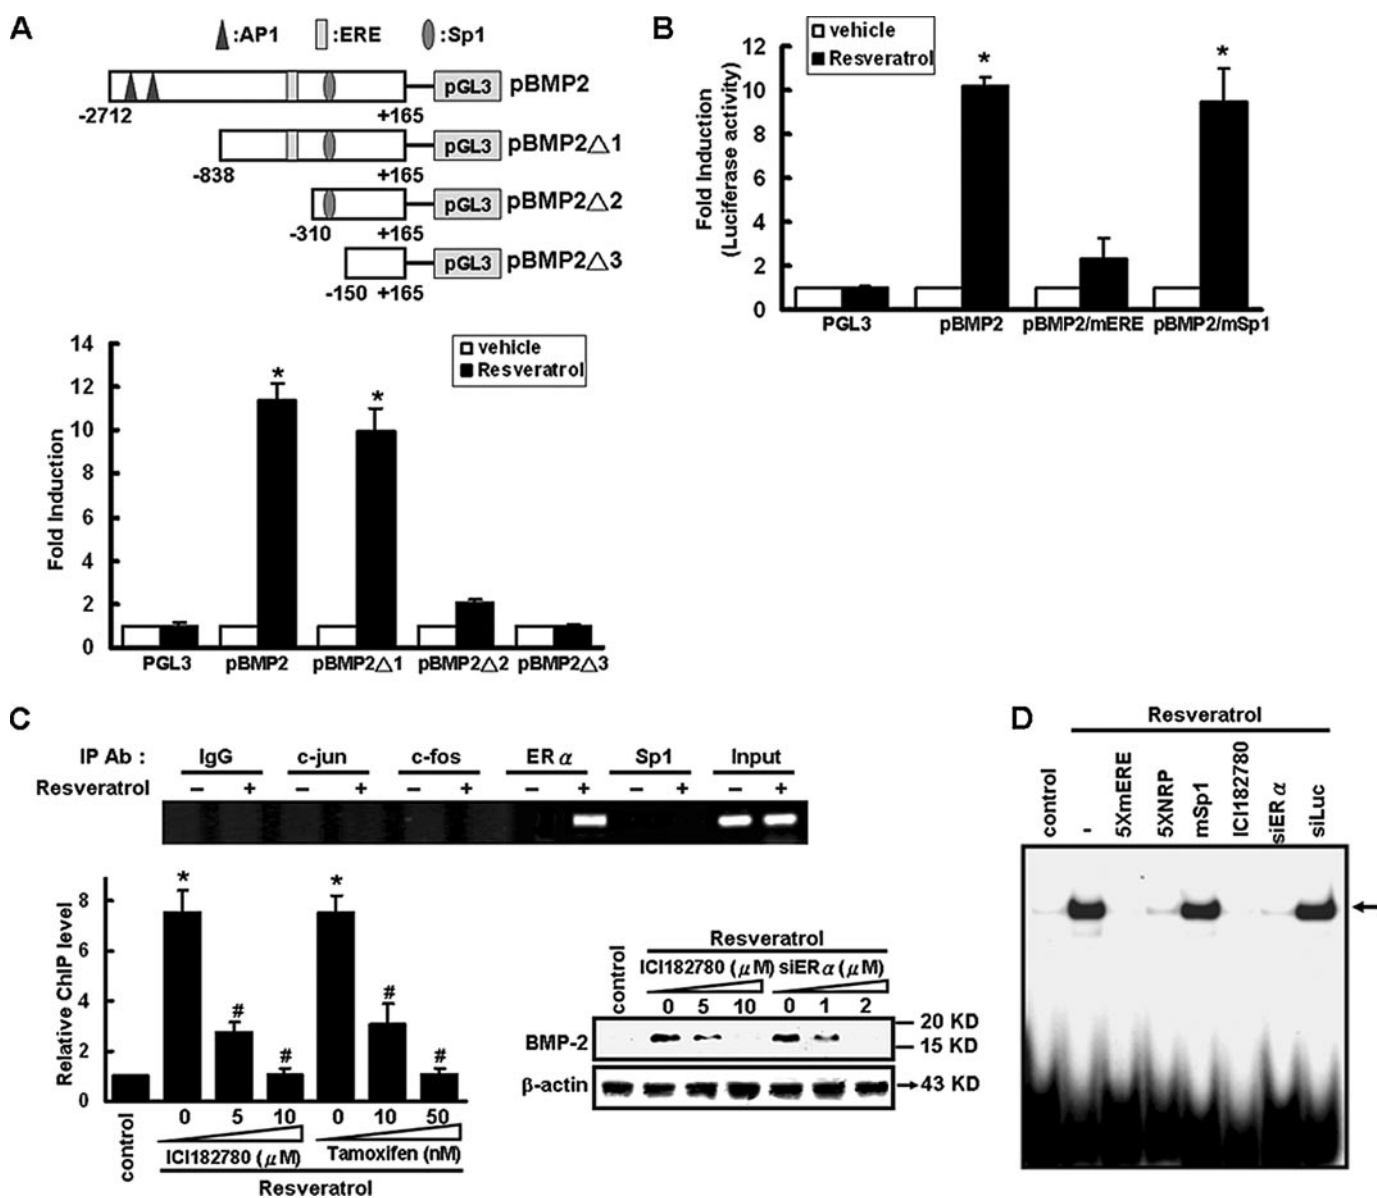 A
:AP1 :ERE :Sp1
pGL3 pBMP2
-2712 +165
pGL3 pBMP2△1
-838 +165
pGL3 pBMP2△2
-310 +165
pGL3 pBMP2△3
-150 +165
vehicle
Resveratrol
Fold Induction
14
12
10
8
6
4
2
0
* *
PGL3 pBMP2 pBMP2△1 pBMP2△2 pBMP2△3
B
vehicle
Resveratrol
Fold Induction
(Luciferase activity)
12
10
8
6
4
2
0
* *
PGL3 pBMP2 pBMP2/mERE pBMP2/mSp1
C
IP Ab : IgG c-jun c-fos ER α Sp1 Input
Resveratrol − + − + − + − + − + − +
Relative ChIP level
8
6
4
2
0
* # # * # #
control 0 5 10 0 10 50
ICI182780 (μM) Tamoxifen (nM)
Resveratrol
Resveratrol
control ICI182780 (μM) siER α (μM)
0 5 10 0 1 2
BMP-2
20 KD
15 KD
β-actin 43 KD
D
Resveratrol
control - 5XmERE 5XNRP mSp1 ICI182780 siER α siLuc